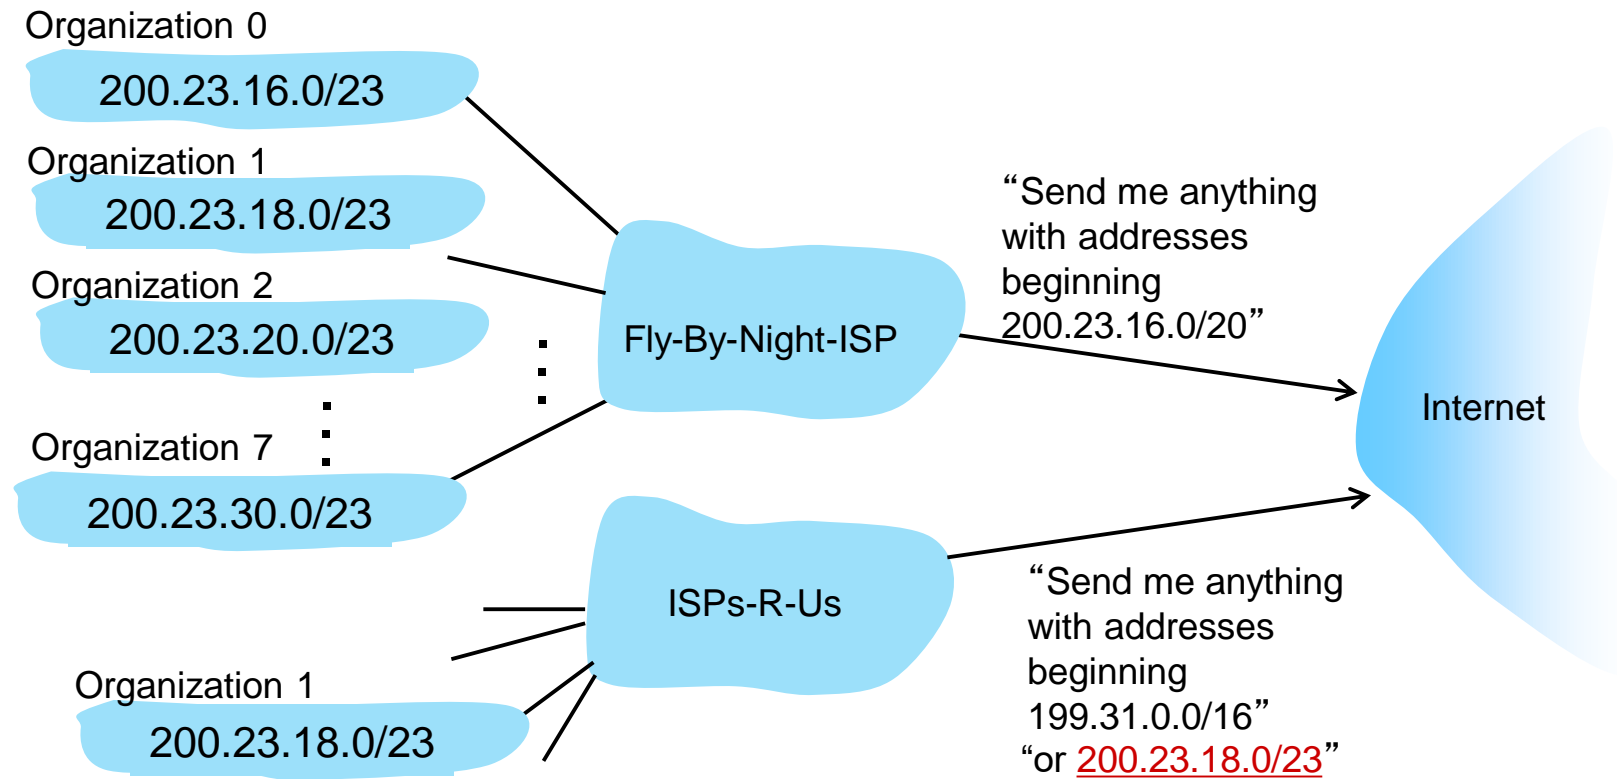 Organization 0
200.23.16.0/23
Organization 1
200.23.18.0/23
Organization 2
200.23.20.0/23
Organization 7
200.23.30.0/23
Fly-By-Night-ISP
“Send me anything
with addresses
beginning
200.23.16.0/20”
Internet
ISPs-R-Us
Organization 1
200.23.18.0/23
“Send me anything
with addresses
beginning
199.31.0.0/16”
“or 200.23.18.0/23”